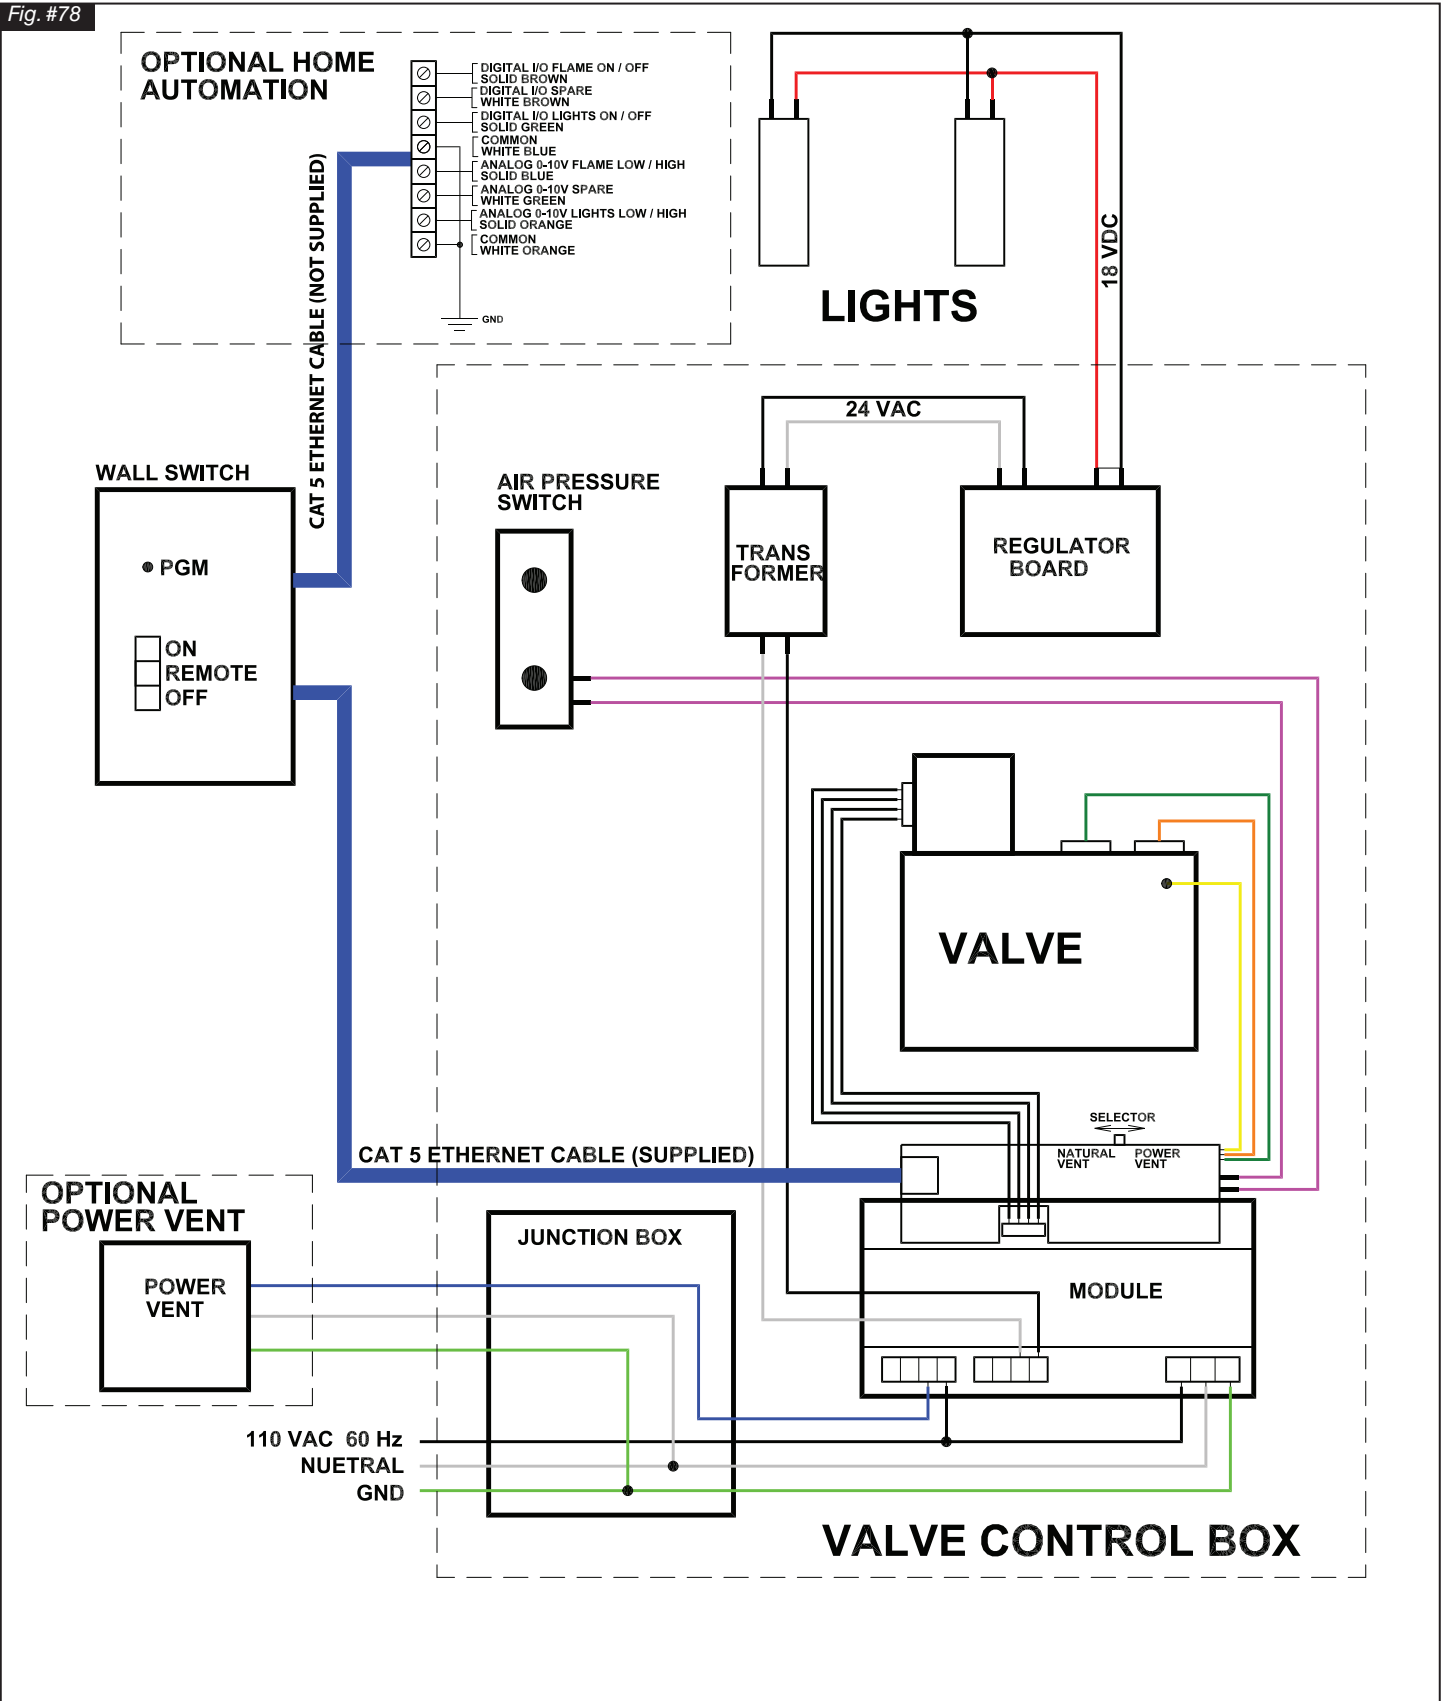 Fig. #78
OPTIONAL HOME
AUTOMATION
DIGITAL I/O FLAME ON / OFF
SOLID BROWN
DIGITAL I/O SPARE
WHITE BROWN
DIGITAL I/O LIGHTS ON / OFF
SOLID GREEN
COMMON
WHITE BLUE
ANALOG 0-10V FLAME LOW / HIGH
SOLID BLUE
ANALOG 0-10V SPARE
WHITE GREEN
ANALOG 0-10V LIGHTS LOW / HIGH
SOLID ORANGE
COMMON
WHITE ORANGE
GND
CAT 5 ETHERNET CABLE (NOT SUPPLIED)
LIGHTS
18 VDC
24 VAC
WALL SWITCH
PGM
ON
REMOTE
OFF
AIR PRESSURE
SWITCH
TRANS
FORMER
REGULATOR
BOARD
VALVE
SELECTOR
NATURAL
VENT
POWER
VENT
CAT 5 ETHERNET CABLE (SUPPLIED)
OPTIONAL
POWER VENT
POWER
VENT
JUNCTION BOX
MODULE
110 VAC 60 Hz
NUETRAL
GND
VALVE CONTROL BOX